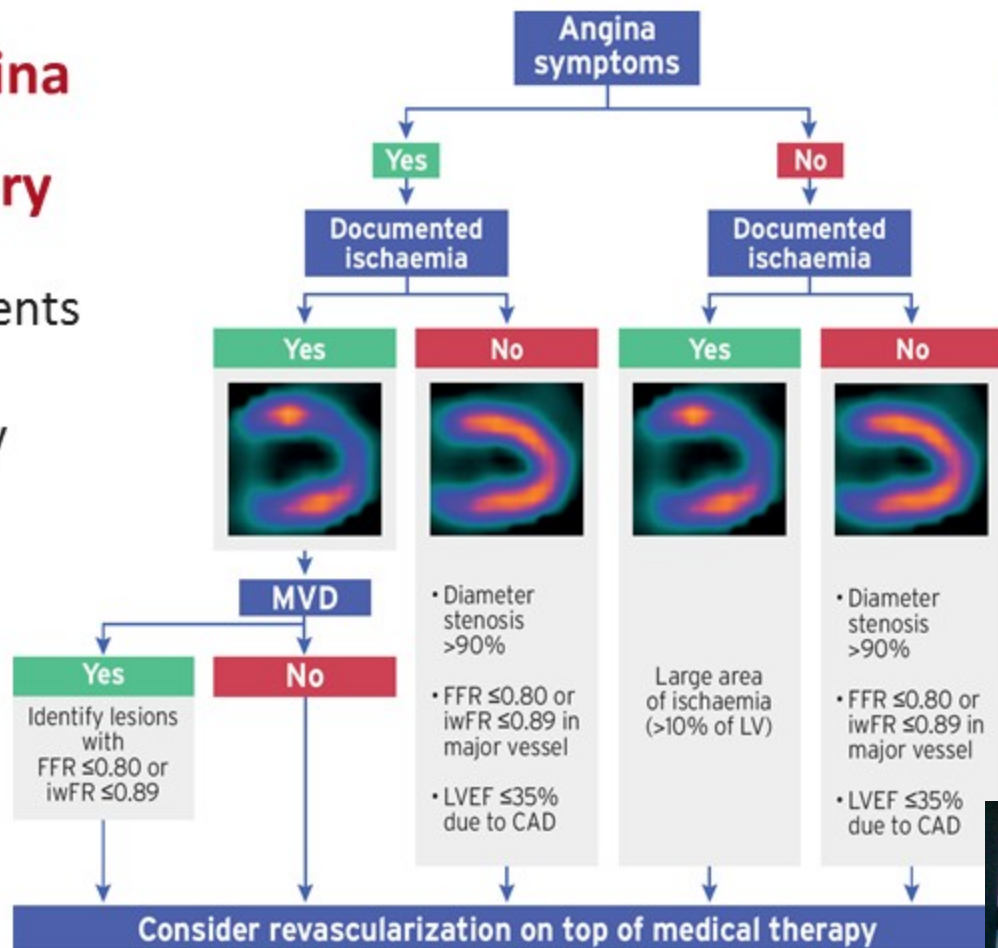 ina
ry
ents
y
Angina
symptoms
Yes
No
Documented
ischaemia
Documented
ischaemia
Yes
No
Yes
No
MVD
Yes
No
Identify lesions
with
FFR ≤0.80 or
iwFR ≤0.89
• Diameter
stenosis
>90%
• FFR ≤0.80 or
iwFR ≤0.89 in
major vessel
• LVEF ≤35%
due to CAD
Large area
of ischaemia
(>10% of LV)
• Diameter
stenosis
>90%
• FFR ≤0.80 or
iwFR ≤0.89 in
major vessel
• LVEF ≤35%
due to CAD
Consider revascularization on top of medical therapy